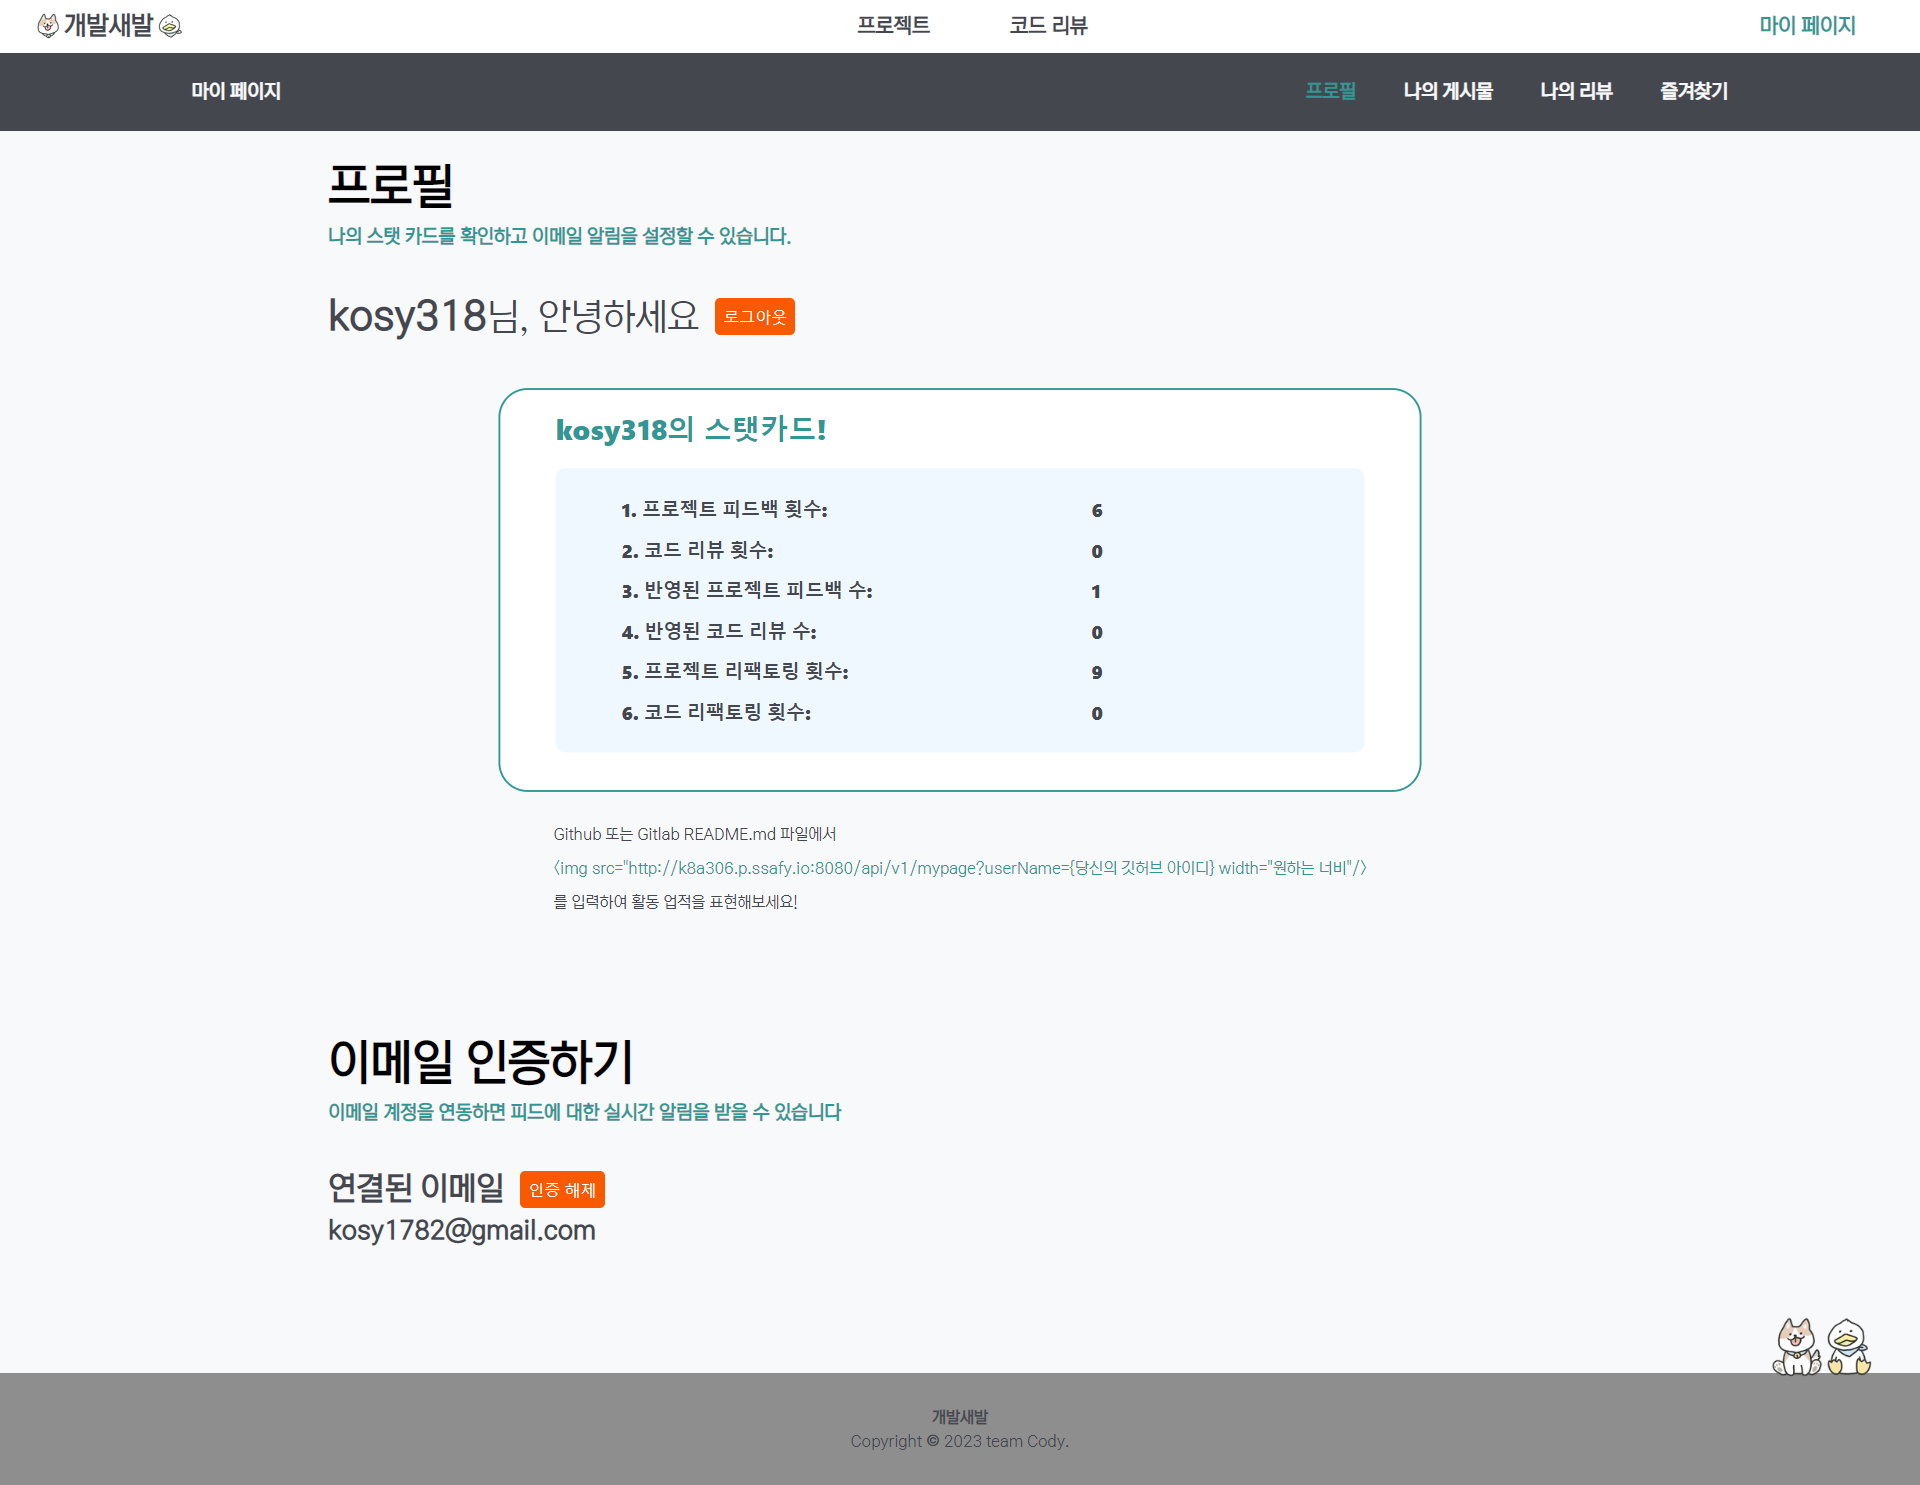 개발새발
프로젝트
코드 리뷰
마이 페이지
마이 페이지
프로필
나의 게시물
나의 리뷰
즐겨찾기
프로필
나의 스탯 카드를 확인하고 이메일 알림을 설정할 수 있습니다.
kosy318님, 안녕하세요
로그아웃
kosy318의 스탯카드!
1. 프로젝트 피드백 횟수: 6
2. 코드 리뷰 횟수: 0
3. 반영된 프로젝트 피드백 수: 1
4. 반영된 코드 리뷰 수: 0
5. 프로젝트 리팩토링 횟수: 9
6. 코드 리팩토링 횟수: 0
Github 또는 Gitlab README.md 파일에서
<img src="http://k8a306.p.ssafy.io:8080/api/v1/mypage?userName={당신의 깃허브 아이디} width="원하는 너비"/>
를 입력하여 활동 업적을 표현해보세요!
이메일 인증하기
이메일 계정을 연동하면 피드에 대한 실시간 알림을 받을 수 있습니다
연결된 이메일
인증 해제
kosy1782@gmail.com
개발새발
Copyright © 2023 team Cody.